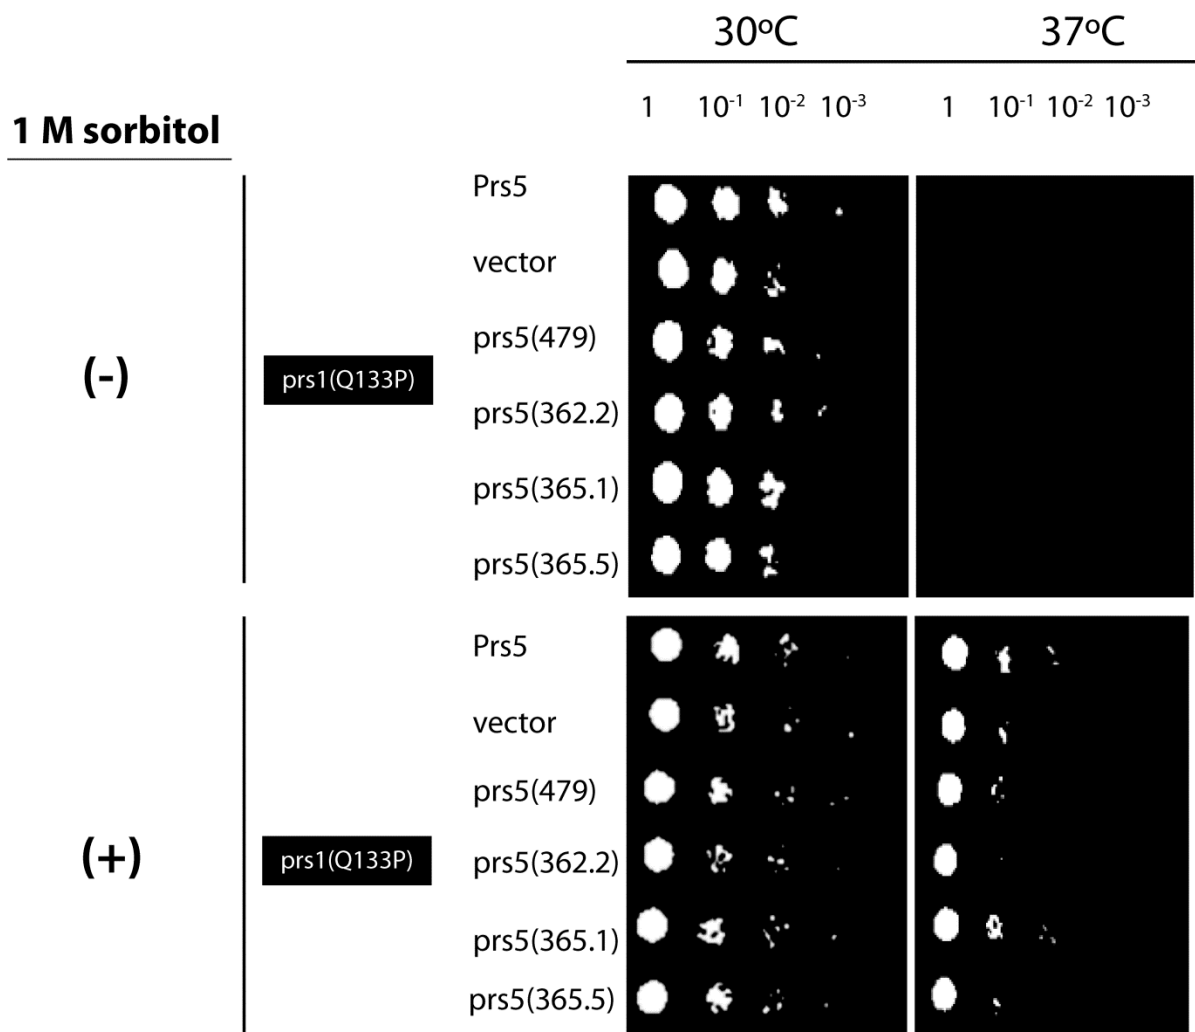 30ºC 37ºC
1 10⁻¹ 10⁻² 10⁻³ 1 10⁻¹ 10⁻² 10⁻³
1 M sorbitol
Prs5
vector
prs5(479)
(-) prs1(Q133P)
prs5(362.2)
prs5(365.1)
prs5(365.5)
Prs5
vector
prs5(479)
(+) prs1(Q133P)
prs5(362.2)
prs5(365.1)
prs5(365.5)